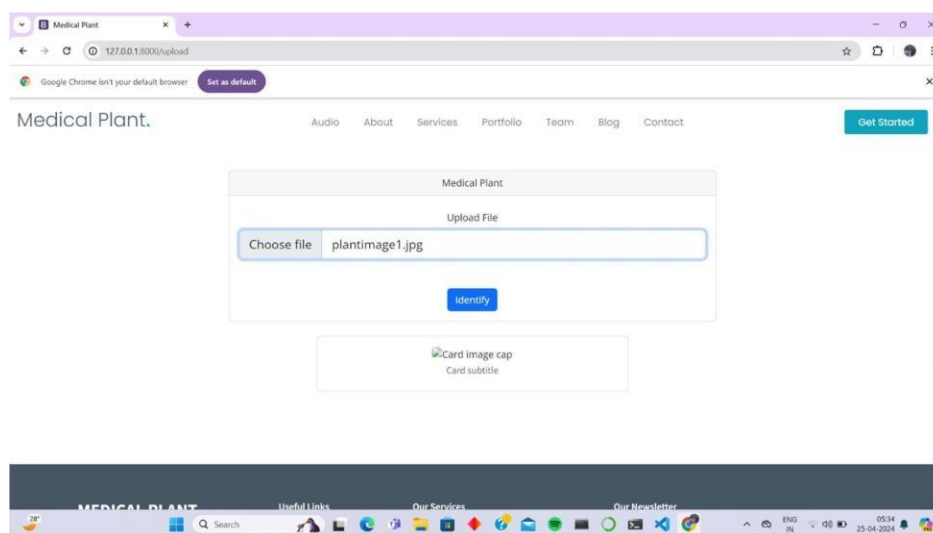 Medical Plant
127.0.0.1:8000/upload
Google Chrome isn't your default browser Set as default
Medical Plant. Audio About Services Portfolio Team Blog Contact Get Started
Medical Plant
Upload File
Choose file plantimage1.jpg
Identify
Card image cap
Card subtitle
MEDICAL PLANT Useful Links Our Services Our Newsletter
28° Search ENG 05:34
IN 25-04-2024